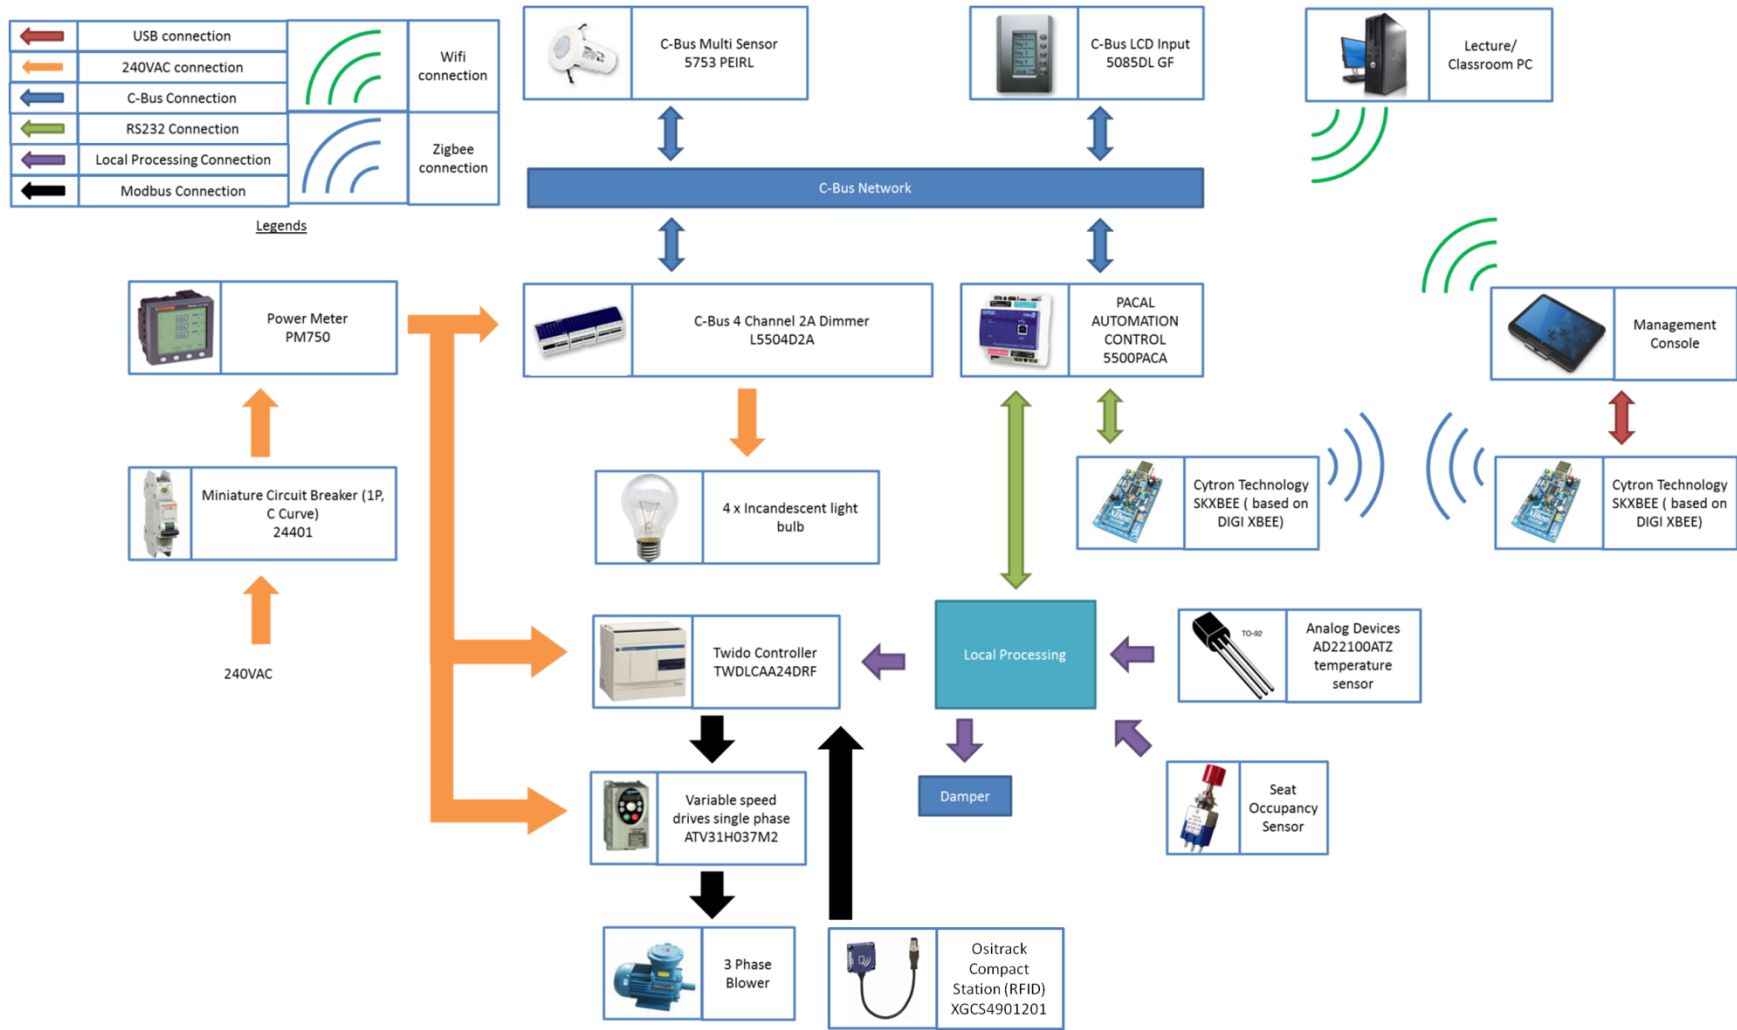 USB connection
240VAC connection
C-Bus Connection
RS232 Connection
Local Processing Connection
Modbus Connection
Wifi
connection
Zigbee
connection
Legends
C-Bus Multi Sensor
5753 PEIRL
C-Bus LCD Input
5085DL GF
Lecture/
Classroom PC
C-Bus Network
Power Meter
PM750
C-Bus 4 Channel 2A Dimmer
L5504D2A
PACAL
AUTOMATION
CONTROL
5500PACA
Management
Console
Miniature Circuit Breaker (1P,
C Curve)
24401
4 x Incandescent light
bulb
Cytron Technology
SKXBEE ( based on
DIGI XBEE)
Cytron Technology
SKXBEE ( based on
DIGI XBEE)
240VAC
Twido Controller
TWDLCAA24DRF
Local Processing
TO-92
Analog Devices
AD22100ATZ
temperature
sensor
Variable speed
drives single phase
ATV31H037M2
Damper
Seat
Occupancy
Sensor
3 Phase
Blower
Ositrack
Compact
Station (RFID)
XGCS4901201